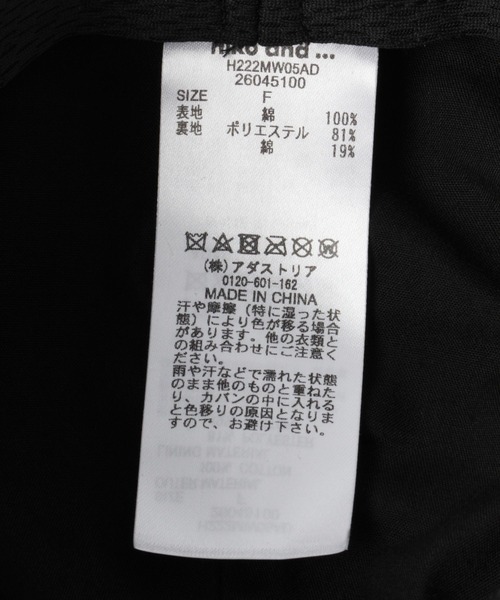 niko and ...
H222MW05AD
26045100
SIZE F
表地 綿 100%
裏地 ポリエステル 81%
綿 19%
(株)アダストリア
0120-601-162
MADE IN CHINA
汗や摩擦（特に湿った状
態）により色が移る場合
があります。他の衣類と
の組み合わせにご注意く
ださい。
雨や汗などで濡れた状態
のまま他のものと重ねた
り、カバンの中に入れる
と色移りの原因となりま
すので、お避け下さい。